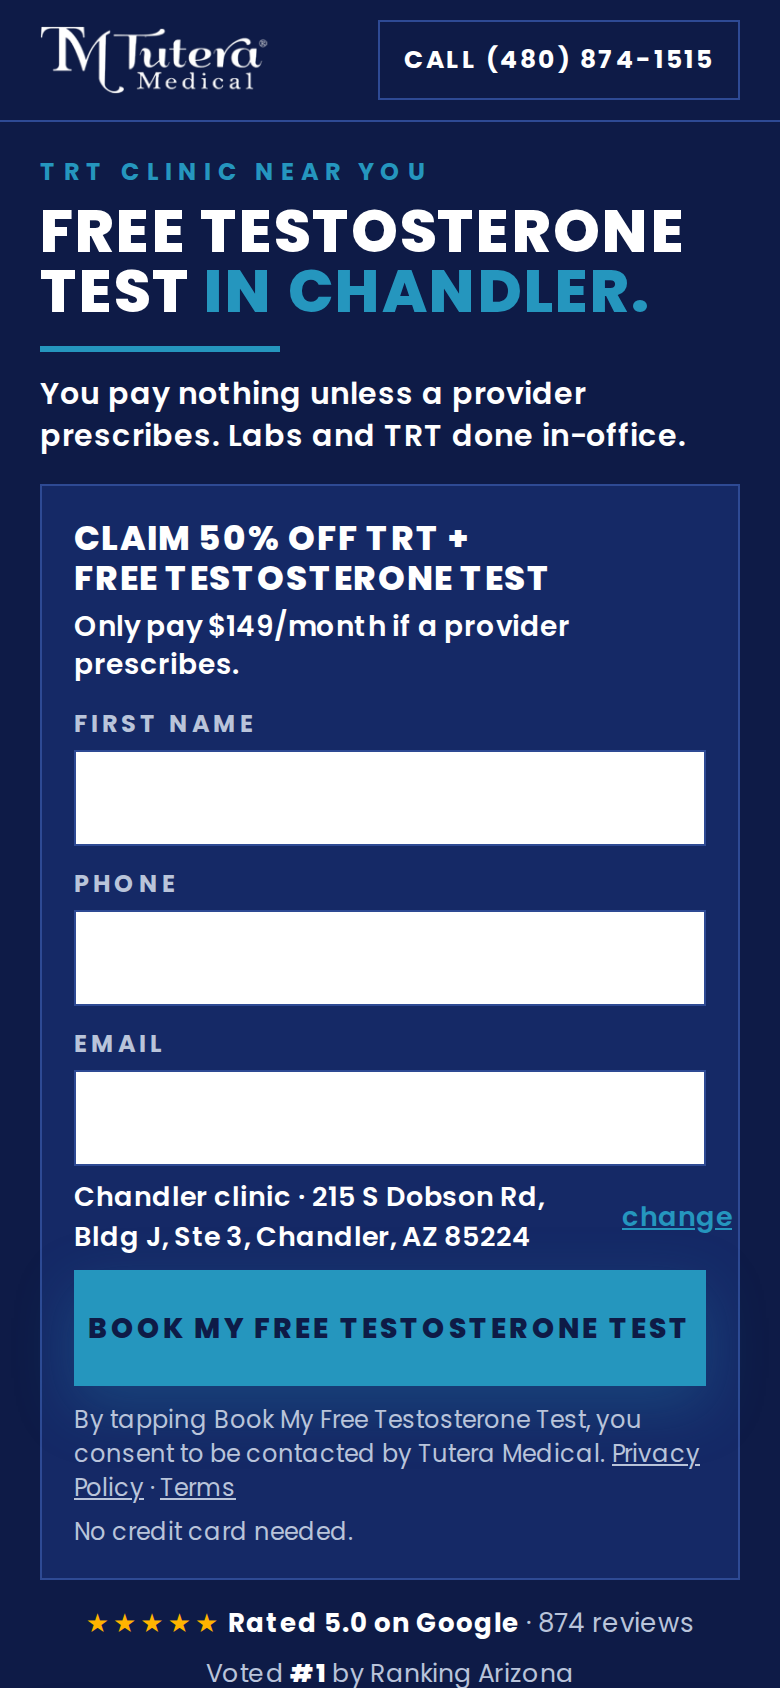 TM Tutera®
Medical
CALL (480) 874-1515
TRT CLINIC NEAR YOU
FREE TESTOSTERONE
TEST IN CHANDLER.
You pay nothing unless a provider
prescribes. Labs and TRT done in-office.
CLAIM 50% OFF TRT +
FREE TESTOSTERONE TEST
Only pay $149/month if a provider
prescribes.
FIRST NAME
PHONE
EMAIL
Chandler clinic · 215 S Dobson Rd,
Bldg J, Ste 3, Chandler, AZ 85224
change
BOOK MY FREE TESTOSTERONE TEST
By tapping Book My Free Testosterone Test, you
consent to be contacted by Tutera Medical. Privacy
Policy · Terms
No credit card needed.
★★★★★ Rated 5.0 on Google · 874 reviews
Voted #1 by Ranking Arizona